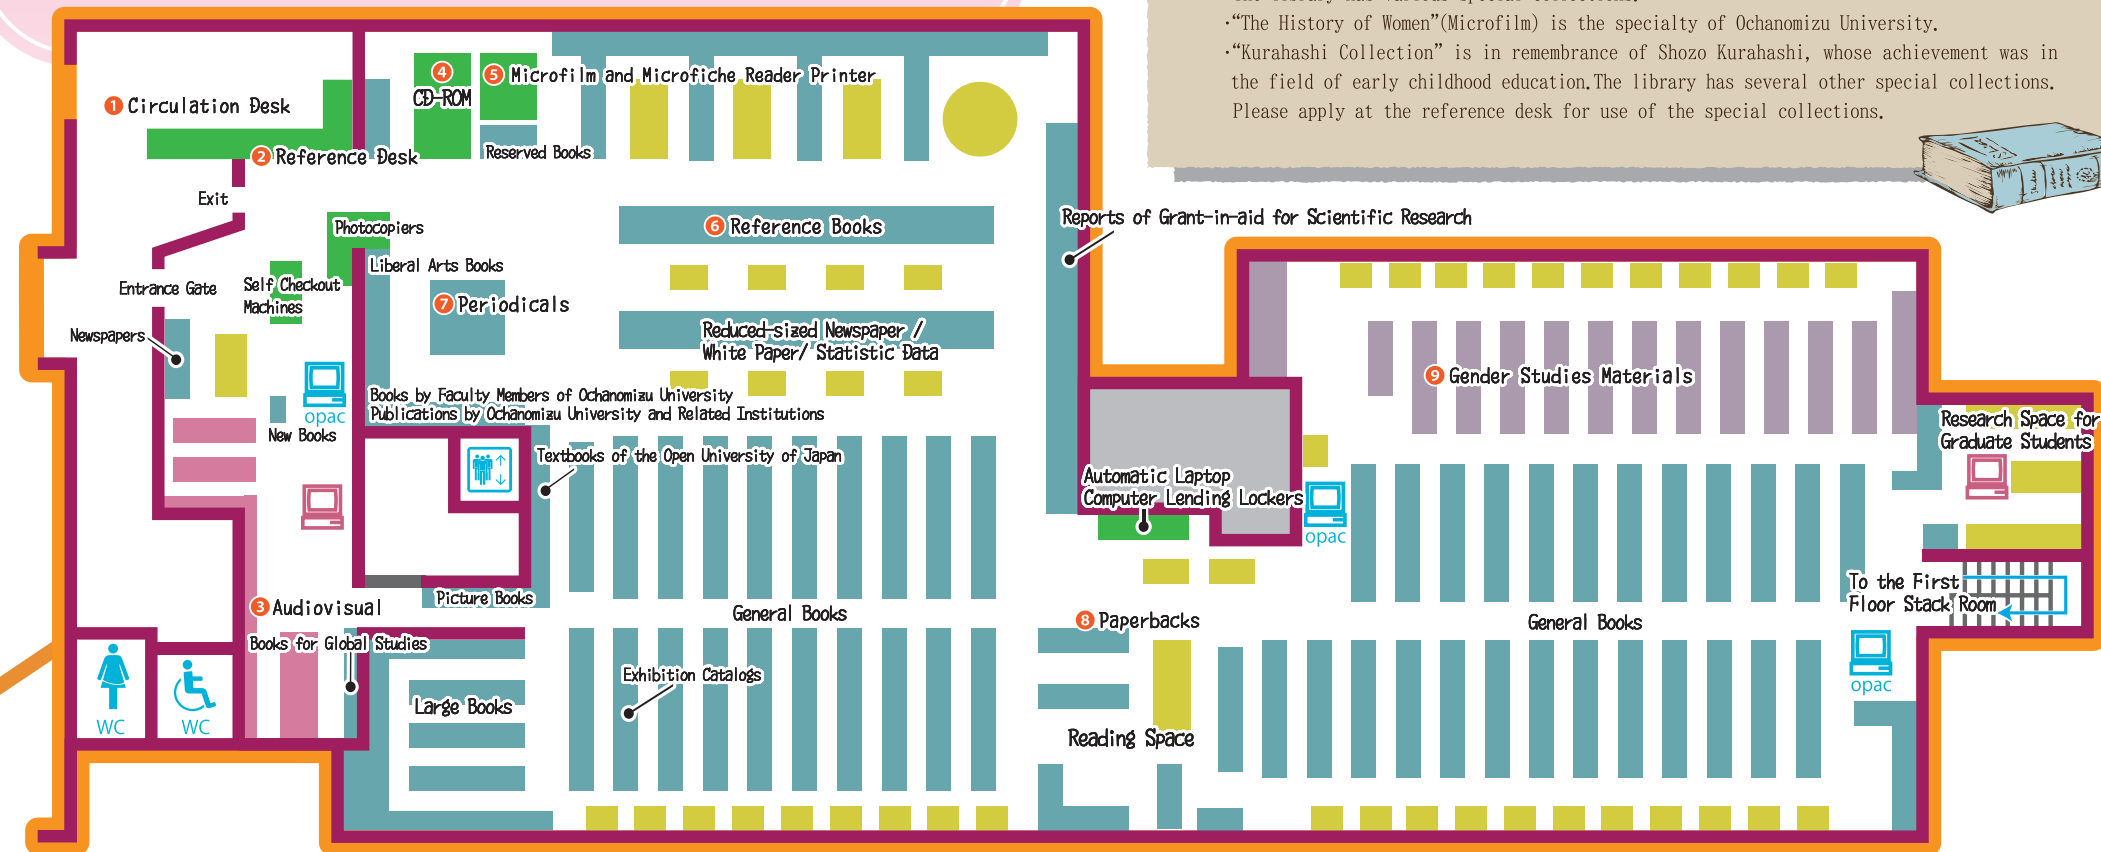 ·“The History of Women”(Microfilm) is the specialty of Ochanomizu University.
·“Kurahashi Collection” is in remembrance of Shozo Kurahashi, whose achievement was in
the field of early childhood education.The library has several other special collections.
Please apply at the reference desk for use of the special collections.
1 Circulation Desk
2 Reference Desk
4
CD-ROM
5 Microfilm and Microfiche Reader Printer
Reserved Books
Exit
Photocopiers
Entrance Gate
Self Checkout
Machines
Liberal Arts Books
7 Periodicals
6 Reference Books
Reports of Grant-in-aid for Scientific Research
Newspapers
Reduced-sized Newspaper /
White Paper/ Statistic Data
opac
New Books
Books by Faculty Members of Ochanomizu University
Publications by Ochanomizu University and Related Institutions
Textbooks of the Open University of Japan
9 Gender Studies Materials
Research Space for
Graduate Students
Automatic Laptop
Computer Lending Lockers
opac
Picture Books
3 Audiovisual
Books for Global Studies
General Books
8 Paperbacks
General Books
To the First
Floor Stack Room
opac
Exhibition Catalogs
Large Books
Reading Space
WC
WC